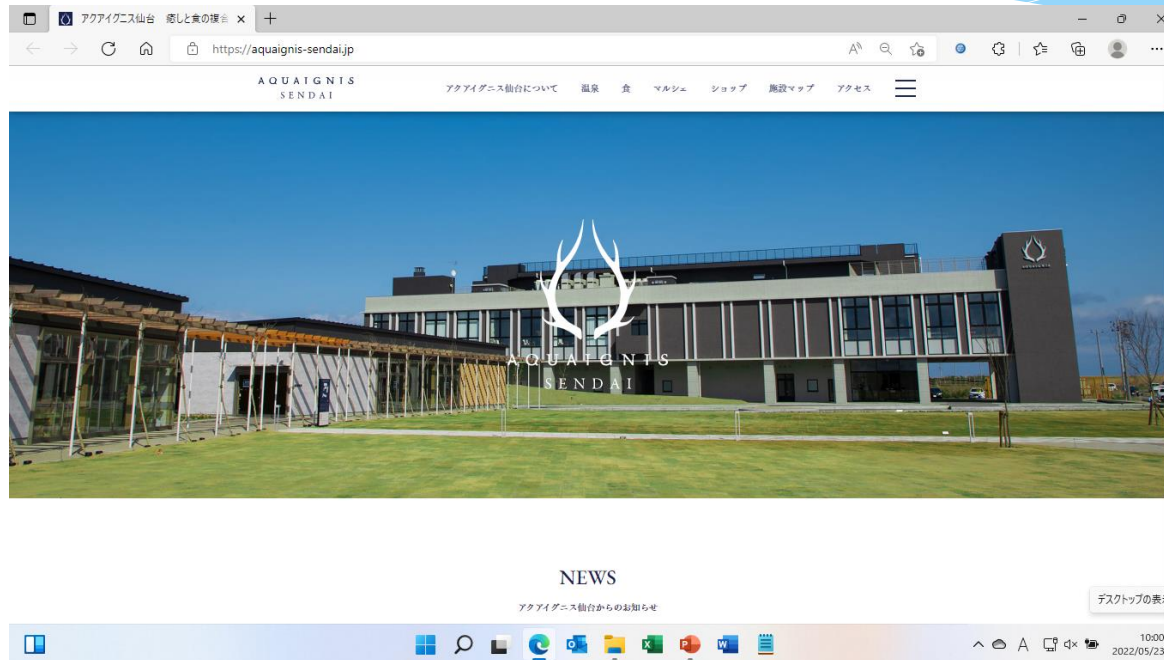 アクアイグニス仙台 癒しと食の複合
https://aquaignis-sendai.jp
AQUAIGNIS
SENDAI
アクアイグニス仙台について 温泉 食 マルシェ ショップ 施設マップ アクセス
AQUAIGNIS
SENDAI
NEWS
アクアイグニス仙台からのお知らせ
デスクトップの表示
A
10:00
2022/05/23